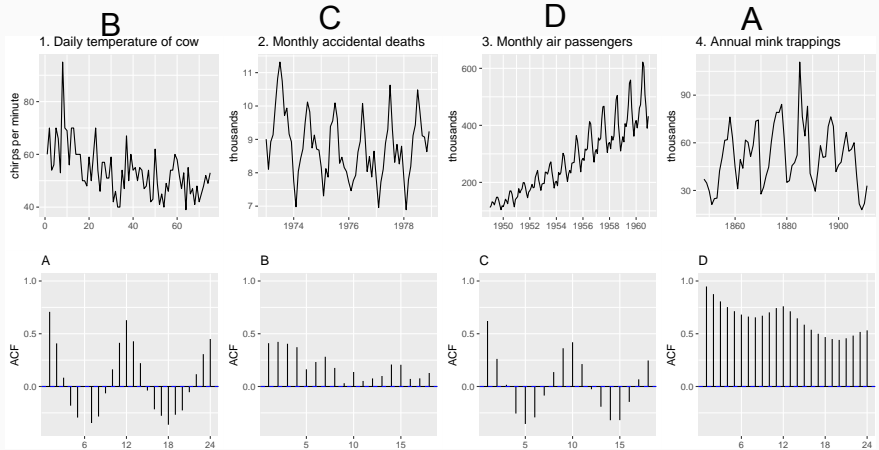 B C D A
1. Daily temperature of cow
2. Monthly accidental deaths
3. Monthly air passengers
4. Annual mink trappings
chirps per minute
80
60
40
0 20 40 60
thousands
11
10
9
8
7
1974 1976 1978
thousands
600
400
200
1950 1952 1954 1956 1958 1960
thousands
90
60
30
1860 1880 1900
A
ACF
1.0
0.5
0.0
6 12 18 24
B
ACF
1.0
0.5
0.0
5 10 15
C
ACF
1.0
0.5
0.0
5 10 15
D
ACF
1.0
0.5
0.0
6 12 18 24